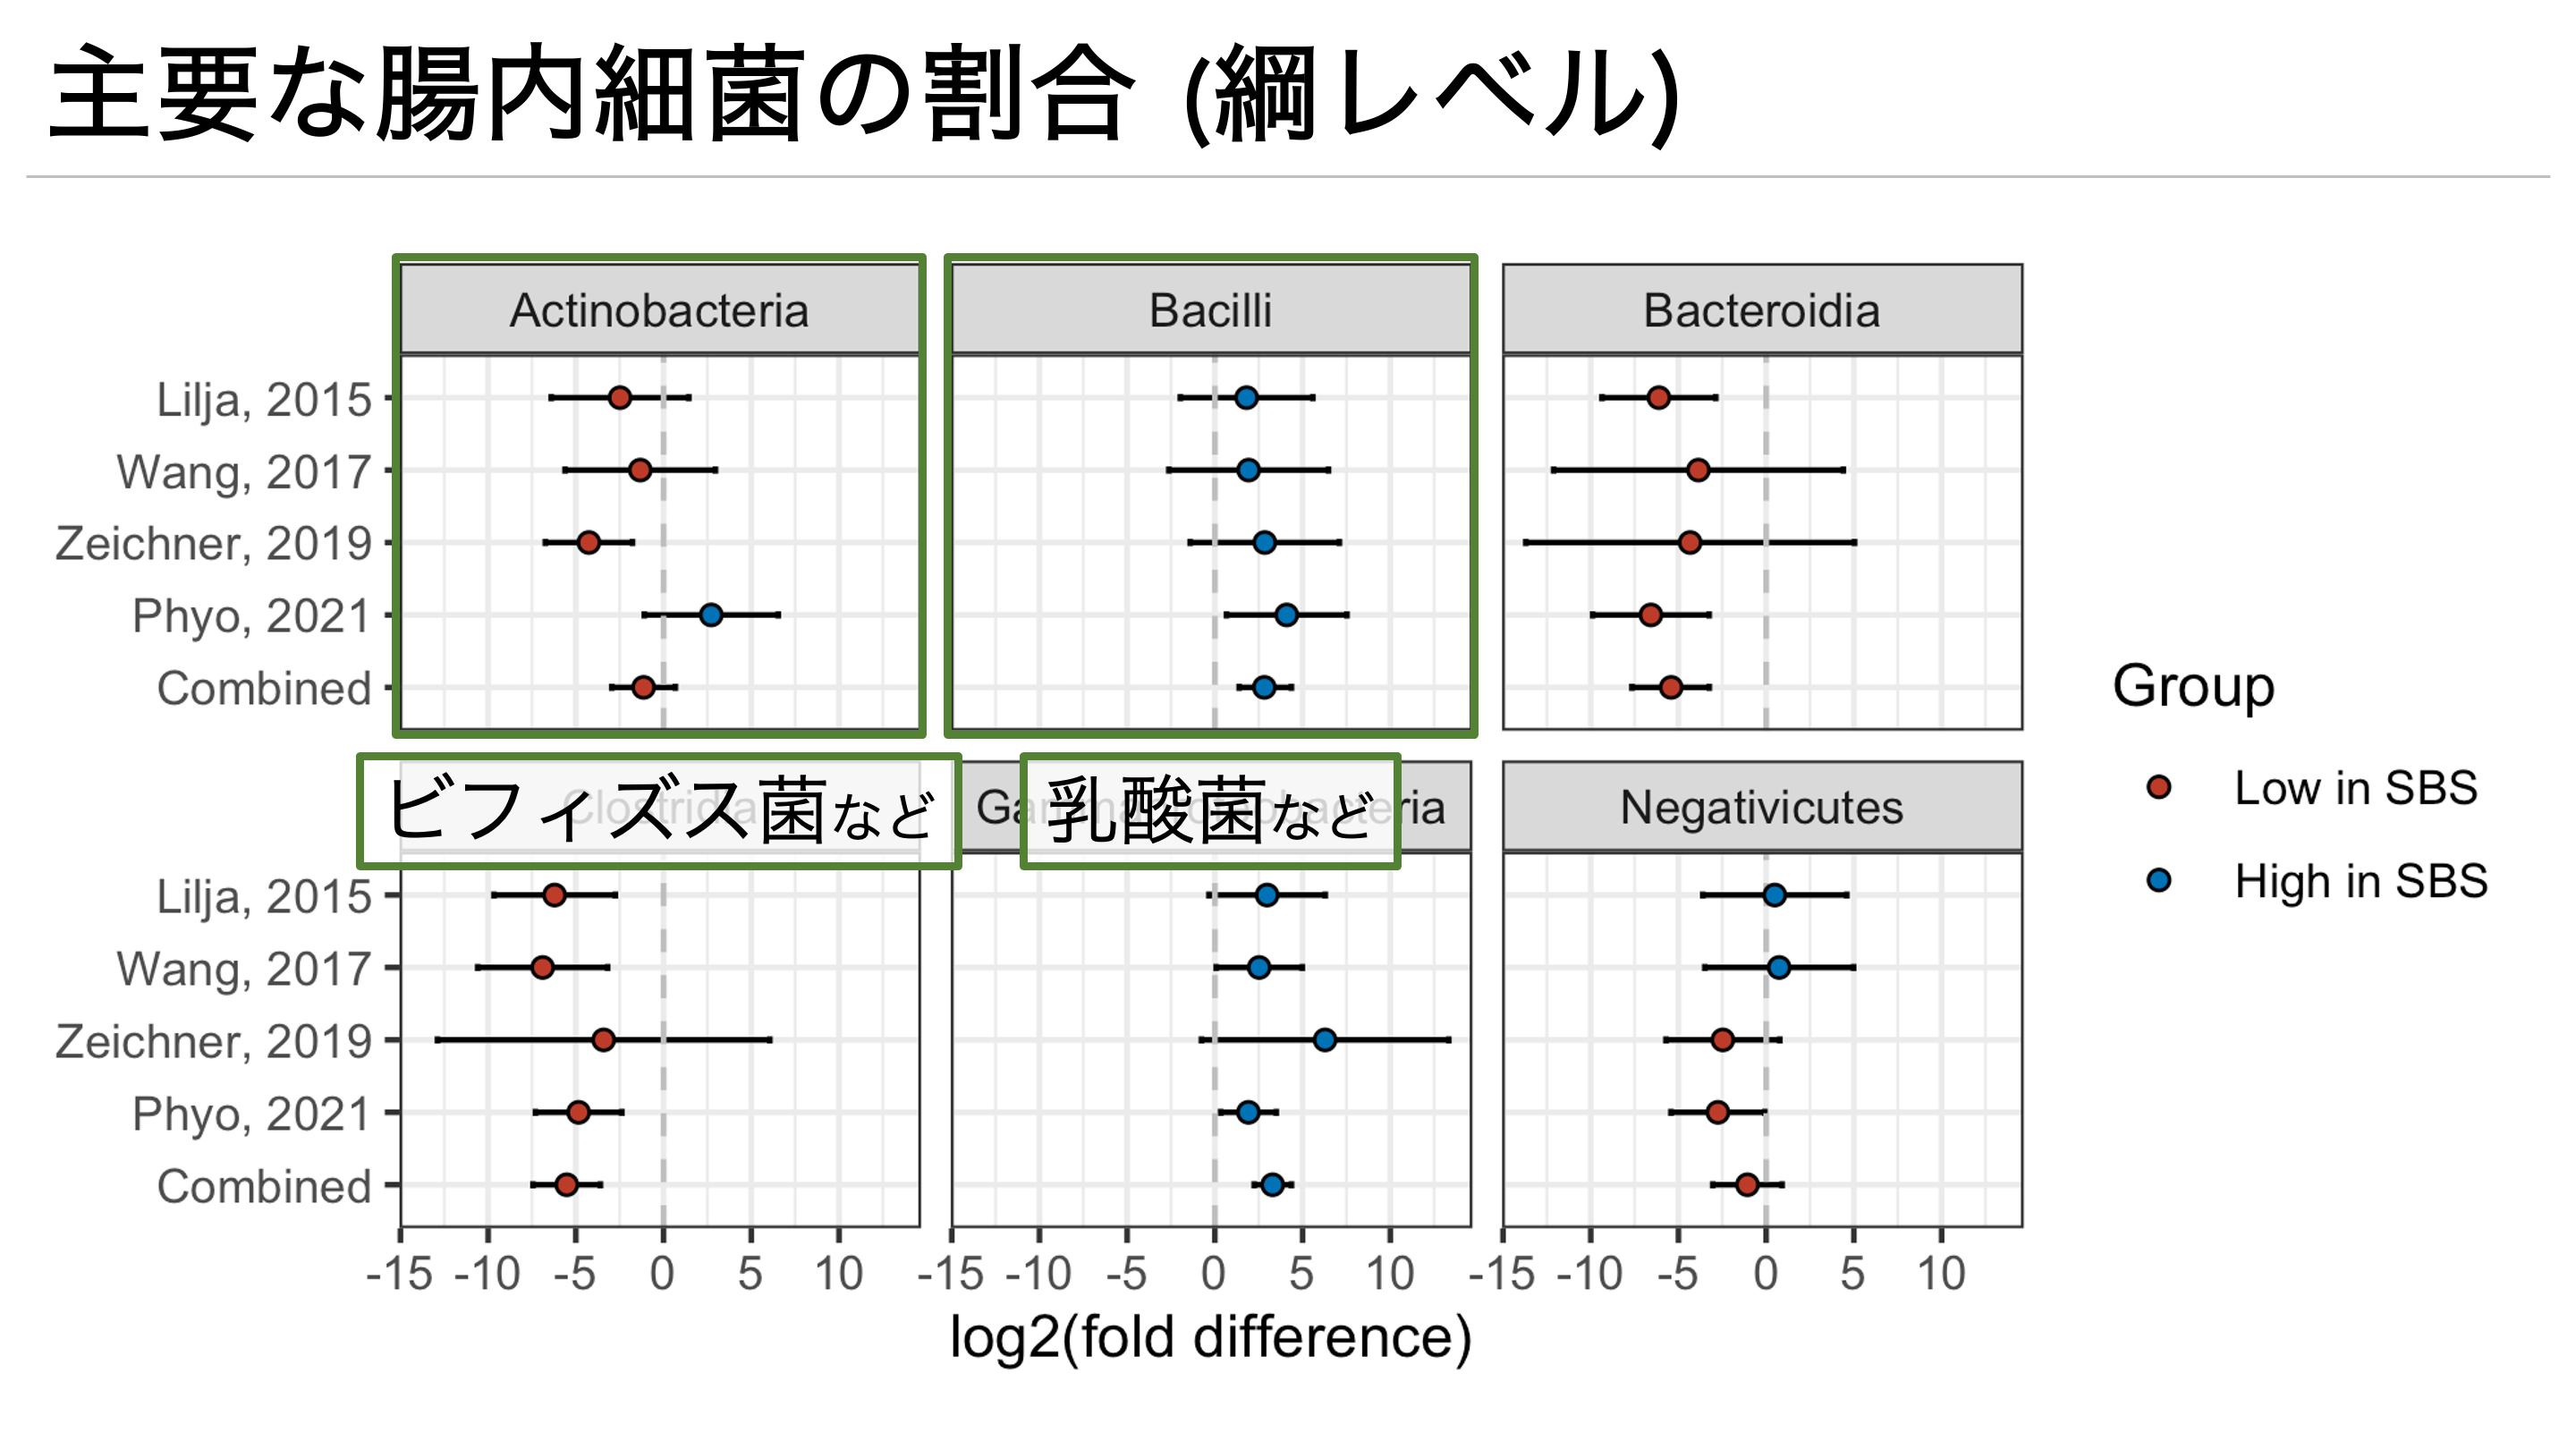 主要な腸内細菌の割合 (綱レベル)
Actinobacteria
Bacilli
Bacteroidia
Lilja, 2015
Wang, 2017
Zeichner, 2019
Phyo, 2021
Combined
ビフィズス菌など
Clostridia
乳酸菌など
Gammaproteobacteria
Negativicutes
Lilja, 2015
Wang, 2017
Zeichner, 2019
Phyo, 2021
Combined
-15 -10 -5 0 5 10
-15 -10 -5 0 5 10
-15 -10 -5 0 5 10
log2(fold difference)
Group
Low in SBS
High in SBS